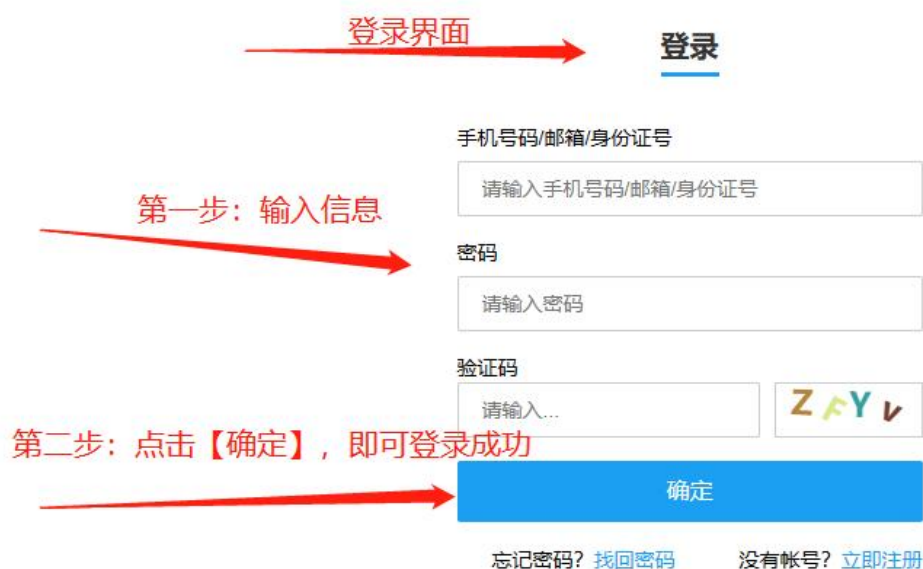 登录界面
登录
手机号码/邮箱/身份证号
请输入手机号码/邮箱/身份证号
第一步：输入信息
密码
请输入密码
验证码
请输入...
ZFYV
第二步：点击【确定】，即可登录成功
确定
忘记密码？找回密码 没有帐号？立即注册